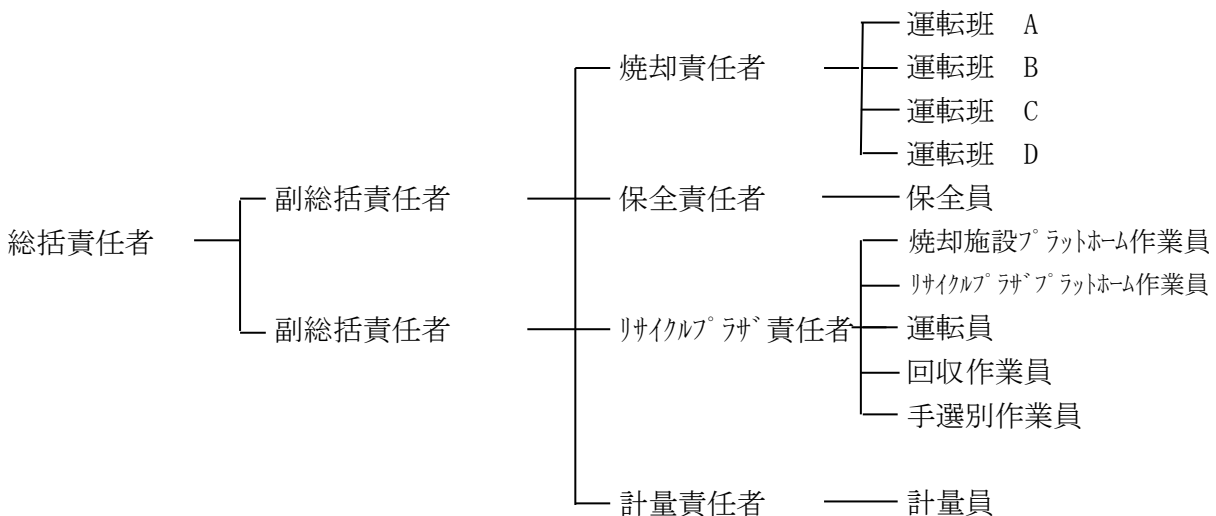 総括責任者
副総括責任者
副総括責任者
焼却責任者
運転班　A
運転班　B
運転班　C
運転班　D
保全責任者
保全員
ﾘｻｲｸﾙﾌﾟﾗｻﾞ責任者
焼却施設ﾌﾟﾗｯﾄﾎｰﾑ作業員
ﾘｻｲｸﾙﾌﾟﾗｻﾞﾌﾟﾗｯﾄﾎｰﾑ作業員
運転員
回収作業員
手選別作業員
計量責任者
計量員